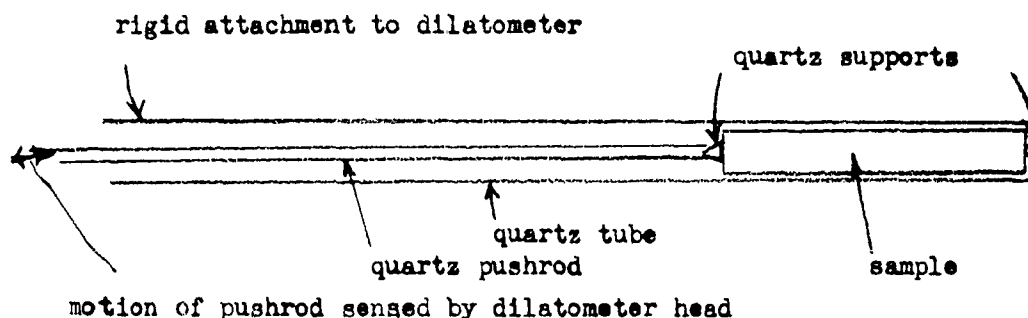 rigid attachment to dilatometer
quartz supports
quartz tube
quartz pushrod
sample
motion of pushrod sensed by dilatometer head